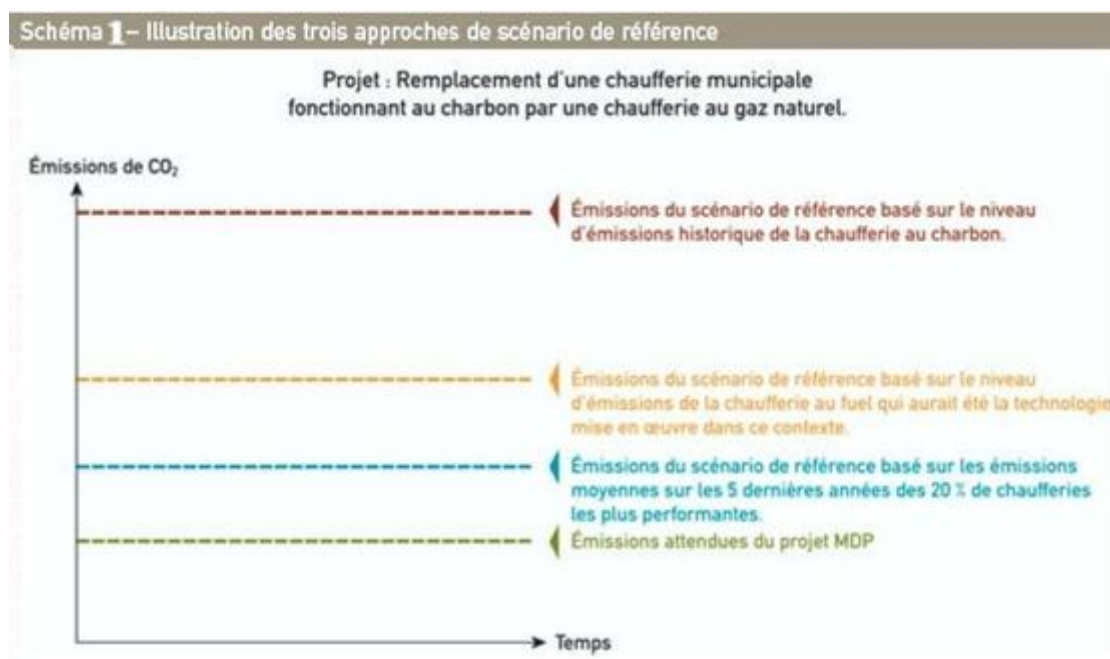 Schéma 1 – Illustration des trois approches de scénario de référence
Projet : Remplacement d'une chaufferie municipale
fonctionnant au charbon par une chaufferie au gaz naturel.
Émissions de CO₂
Émissions du scénario de référence basé sur le niveau
d'émissions historique de la chaufferie au charbon.
Émissions du scénario de référence basé sur le niveau
d'émissions de la chaufferie au fuel qui aurait été la technologie
mise en œuvre dans ce contexte.
Émissions du scénario de référence basé sur les émissions
moyennes sur les 5 dernières années des 20 % de chaufferies
les plus performantes.
Émissions attendues du projet MDP
Temps